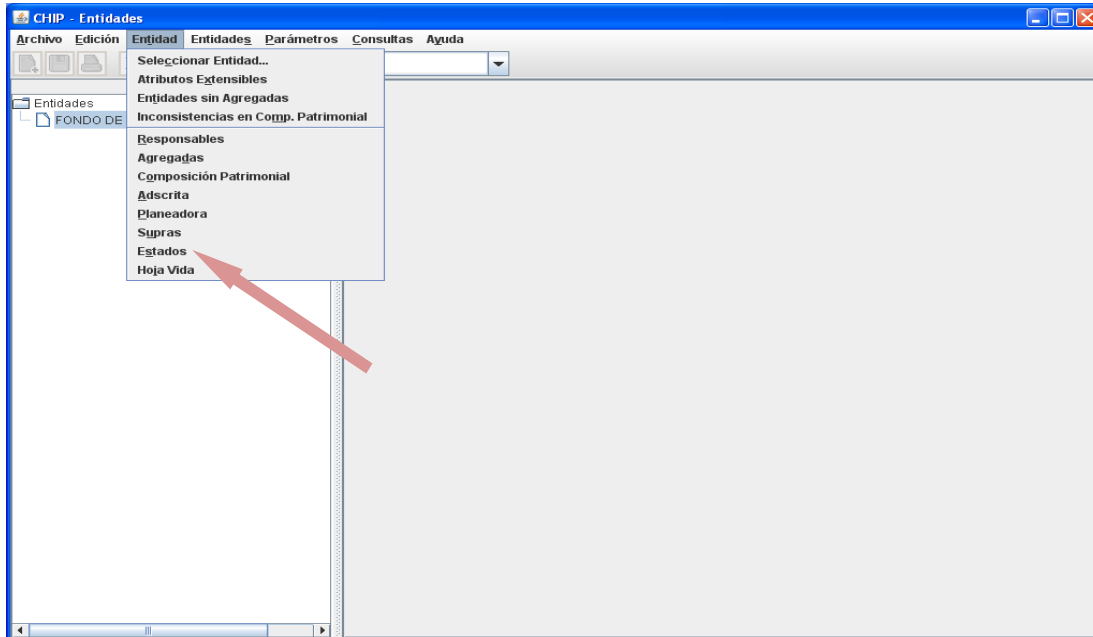 CHIP - Entidades
Archivo Edición Entidad Entidades Parámetros Consultas Ayuda
Seleccionar Entidad...
Atributos Extensibles
Entidades sin Agregadas
Inconsistencias en Comp. Patrimonial
Responsables
Agregadas
Composición Patrimonial
Adscrita
Planeadora
Supras
Estados
Hoja Vida
Entidades
FONDO DE